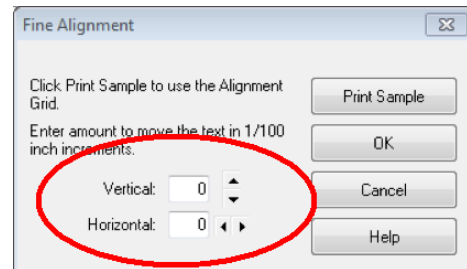 Fine Alignment
Click Print Sample to use the Alignment
Grid.
Print Sample
Enter amount to move the text in 1/100
inch increments.
OK
Vertical: 0
Cancel
Horizontal: 0
Help